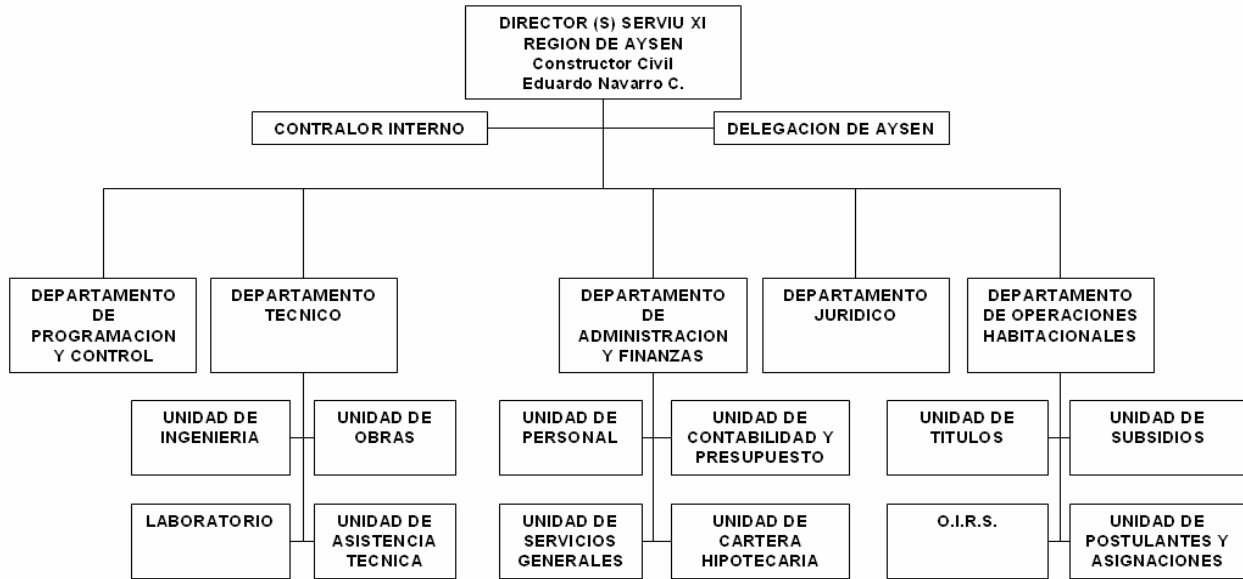 DIRECTOR (S) SERVIU XI
REGION DE AYSEN
Constructor Civil
Eduardo Navarro C.
CONTRALOR INTERNO
DELEGACION DE AYSEN
DEPARTAMENTO
DE
PROGRAMACION
Y CONTROL
DEPARTAMENTO
TECNICO
DEPARTAMENTO
DE
ADMINISTRACION
Y FINANZAS
DEPARTAMENTO
JURIDICO
DEPARTAMENTO
DE OPERACIONES
HABITACIONALES
UNIDAD DE
INGENIERIA
UNIDAD DE
OBRAS
UNIDAD DE
PERSONAL
UNIDAD DE
CONTABILIDAD Y
PRESUPUESTO
UNIDAD DE
TITULOS
UNIDAD DE
SUBSIDIOS
LABORATORIO
UNIDAD DE
ASISTENCIA
TECNICA
UNIDAD DE
SERVICIOS
GENERALES
UNIDAD DE
CARTERA
HIPOTECARIA
O.I.R.S.
UNIDAD DE
POSTULANTES Y
ASIGNACIONES